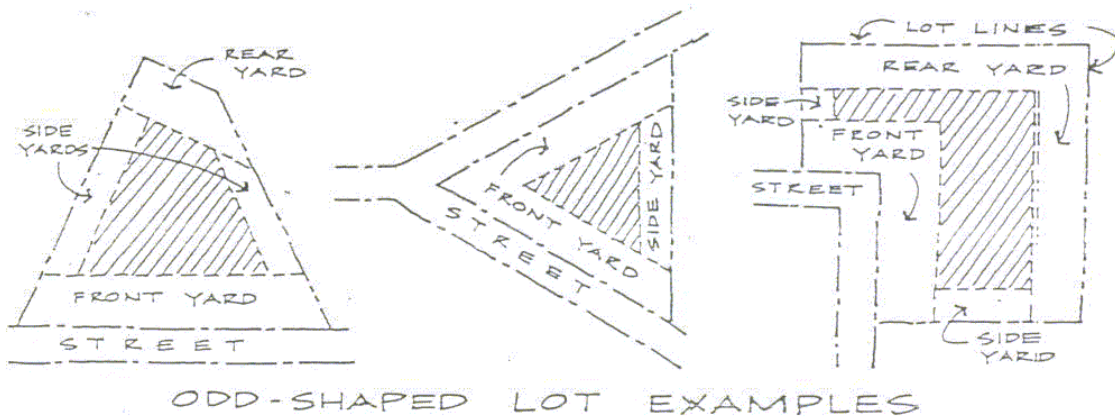 REAR
YARD
SIDE
YARDS
FRONT YARD
STREET
FRONT YARD
STREET
SIDE YARD
LOT LINES
REAR YARD
SIDE
YARD
FRONT
YARD
STREET
SIDE
YARD
ODD-SHAPED LOT EXAMPLES